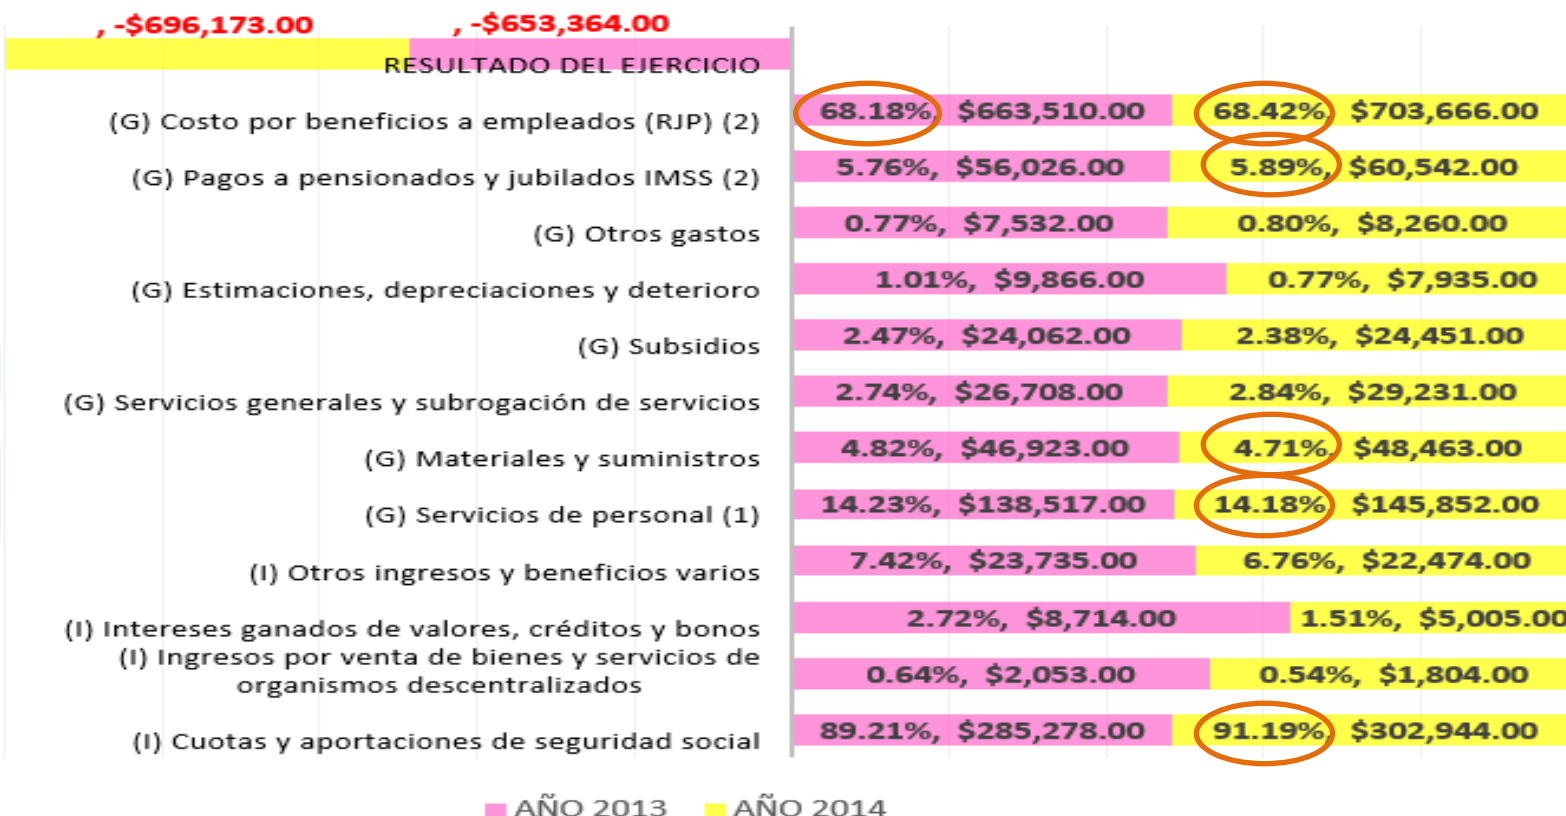 , -$696,173.00 , -$653,364.00
RESULTADO DEL EJERCICIO
(G) Costo por beneficios a empleados (RJP) (2) 68.18%, $663,510.00 68.42%, $703,666.00
(G) Pagos a pensionados y jubilados IMSS (2) 5.76%, $56,026.00 5.89%, $60,542.00
(G) Otros gastos 0.77%, $7,532.00 0.80%, $8,260.00
(G) Estimaciones, depreciaciones y deterioro 1.01%, $9,866.00 0.77%, $7,935.00
(G) Subsidios 2.47%, $24,062.00 2.38%, $24,451.00
(G) Servicios generales y subrogación de servicios 2.74%, $26,708.00 2.84%, $29,231.00
(G) Materiales y suministros 4.82%, $46,923.00 4.71%, $48,463.00
(G) Servicios de personal (1) 14.23%, $138,517.00 14.18%, $145,852.00
(I) Otros ingresos y beneficios varios 7.42%, $23,735.00 6.76%, $22,474.00
(I) Intereses ganados de valores, créditos y bonos 2.72%, $8,714.00 1.51%, $5,005.00
(I) Ingresos por venta de bienes y servicios de
organismos descentralizados 0.64%, $2,053.00 0.54%, $1,804.00
(I) Cuotas y aportaciones de seguridad social 89.21%, $285,278.00 91.19%, $302,944.00
AÑO 2013 AÑO 2014